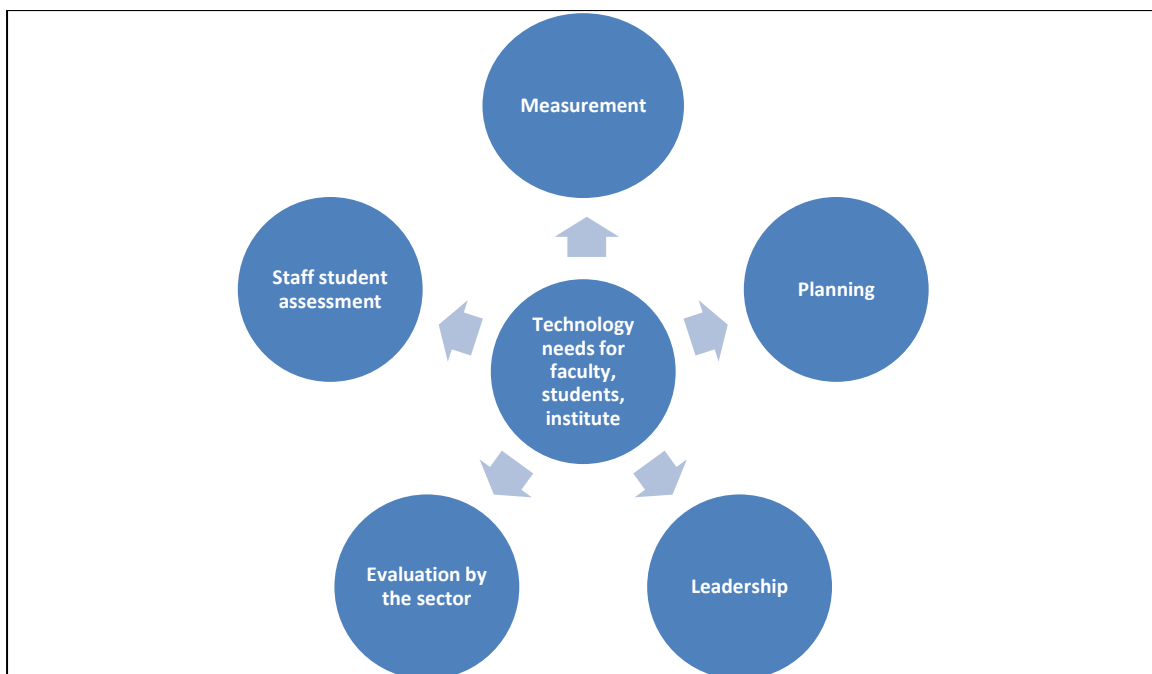 Measurement
Staff student
assessment
Planning
Technology
needs for
faculty,
students,
institute
Evaluation by
the sector
Leadership